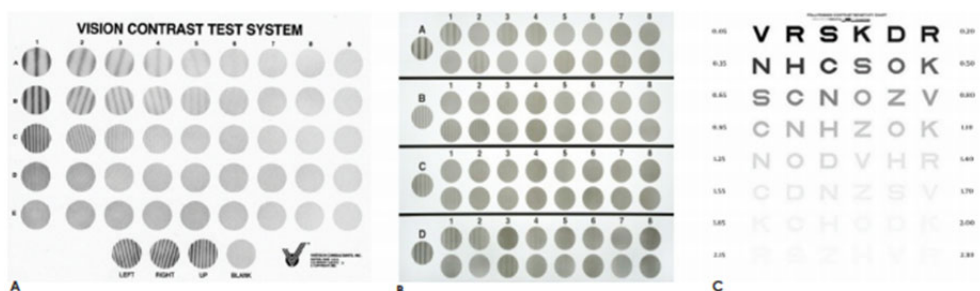 VISION CONTRAST TEST SYSTEM
1 2 3 4 5 6 7 8 9
A
B
C
D
E
LEFT RIGHT UP BLANK
A
1 2 3 4 5 6 7 8
A
1 2 3 4 5 6 7 8
B
1 2 3 4 5 6 7 8
C
1 2 3 4 5 6 7 8
D
B
0.05 V R S K D R 0.20
0.35 N H C S O K 0.50
0.65 S C N O Z V 0.80
0.95 C N H Z O K 1.10
1.25 N O D V H R 1.40
1.55 C D N Z S V 1.70
1.85 K C H O D K 2.00
2.15 R S Z H V R
C